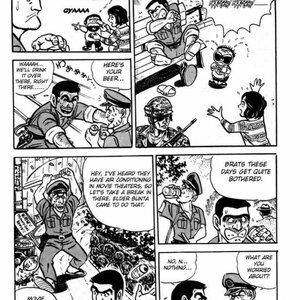 GYAAAA
WAAAH...
WE'LL DRINK
IT OVER
THERE, RIGHT
THERE......
HERE'S
YOUR
BEER...
HEY, I'VE HEARD THEY
HAVE AIR CONDITIONING
IN MOVIE THEATERS, SO
LET'S TAKE A BREAK IN
THERE. ELDER BUNTA
CAME TO DO THAT.
BRATS THESE
DAYS GET QUITE
BOTHERED.
NO, N...
NOTHING...
WHAT ARE
YOU
WORRIED
ABOUT?
MOVIE